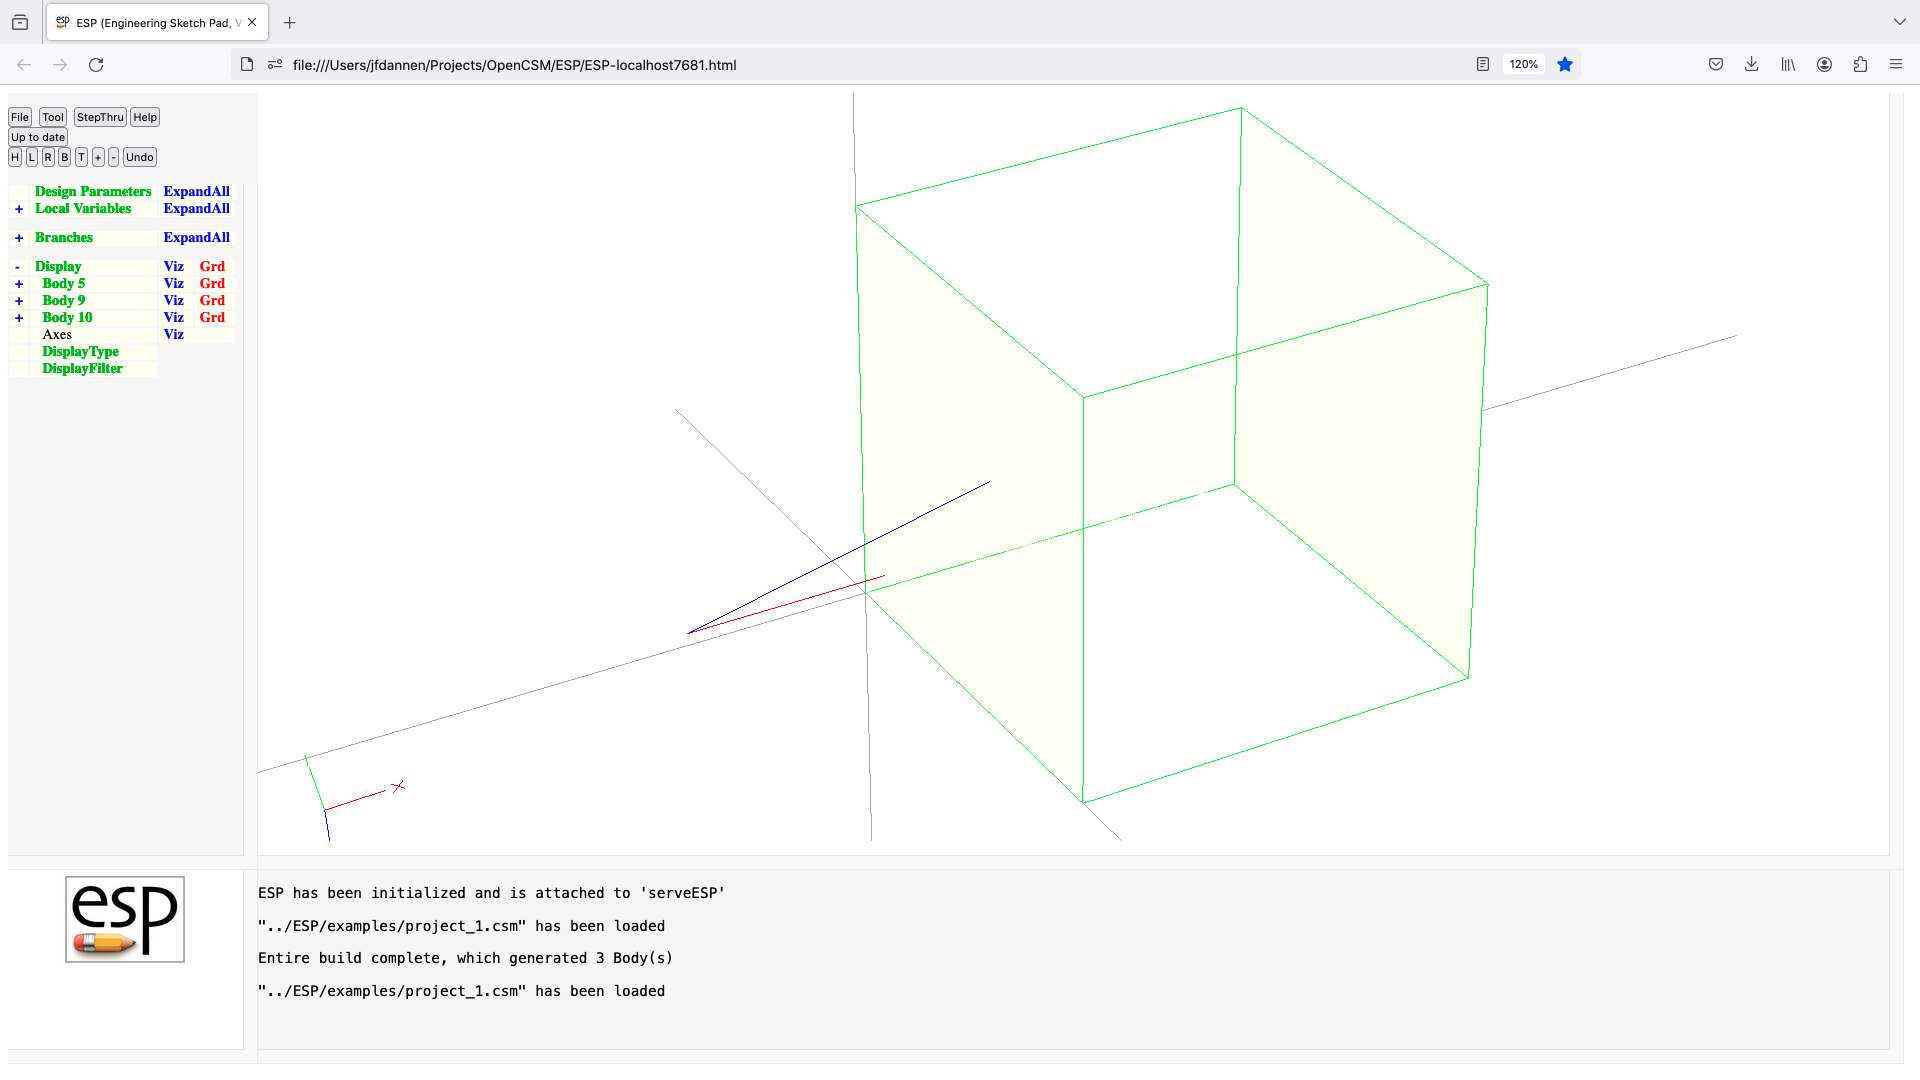 ESP (Engineering Sketch Pad, V
file:///Users/jfdannen/Projects/OpenCSM/ESP/ESP-localhost7681.html
120%
File Tool StepThru Help
Up to date
H L R B T + - Undo
Design Parameters ExpandAll
+ Local Variables ExpandAll
+ Branches ExpandAll
- Display Viz Grd
+ Body 5 Viz Grd
+ Body 9 Viz Grd
+ Body 10 Viz Grd
Axes Viz
DisplayType
DisplayFilter
X
esp
ESP has been initialized and is attached to 'serveESP'
"../ESP/examples/project_1.csm" has been loaded
Entire build complete, which generated 3 Body(s)
"../ESP/examples/project_1.csm" has been loaded